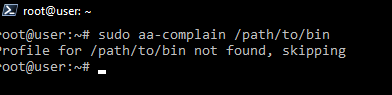 root@user: ~
root@user:~# sudo aa-complain /path/to/bin
Profile for /path/to/bin not found, skipping
root@user:~#